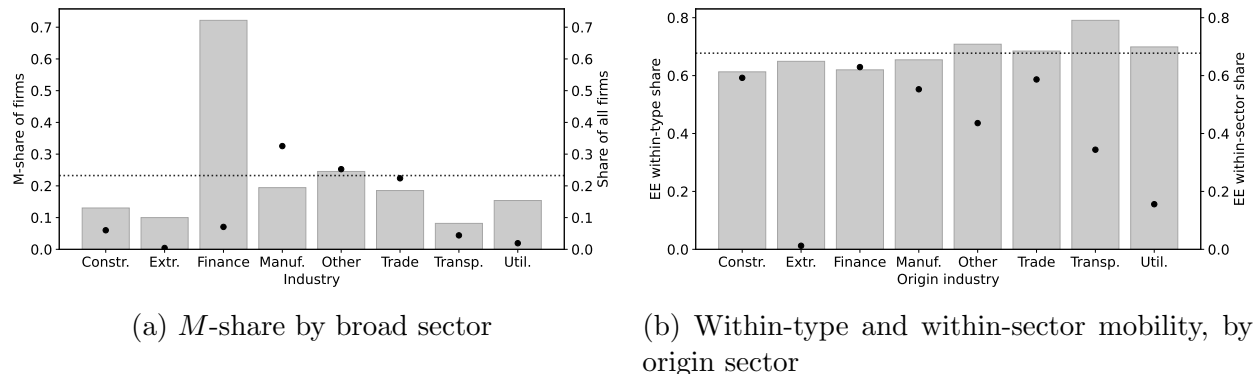 0.7
0.6
0.5
0.4
0.3
0.2
0.1
0.0
M-share of firms
0.7
0.6
0.5
0.4
0.3
0.2
0.1
0.0
Share of all firms
Constr. Extr. Finance Manuf. Other Trade Transp. Util.
Industry
(a) M-share by broad sector
0.8
0.6
0.4
0.2
0.0
EE within-type share
0.8
0.6
0.4
0.2
0.0
EE within-sector share
Constr. Extr. Finance Manuf. Other Trade Transp. Util.
Origin industry
(b) Within-type and within-sector mobility, by
origin sector